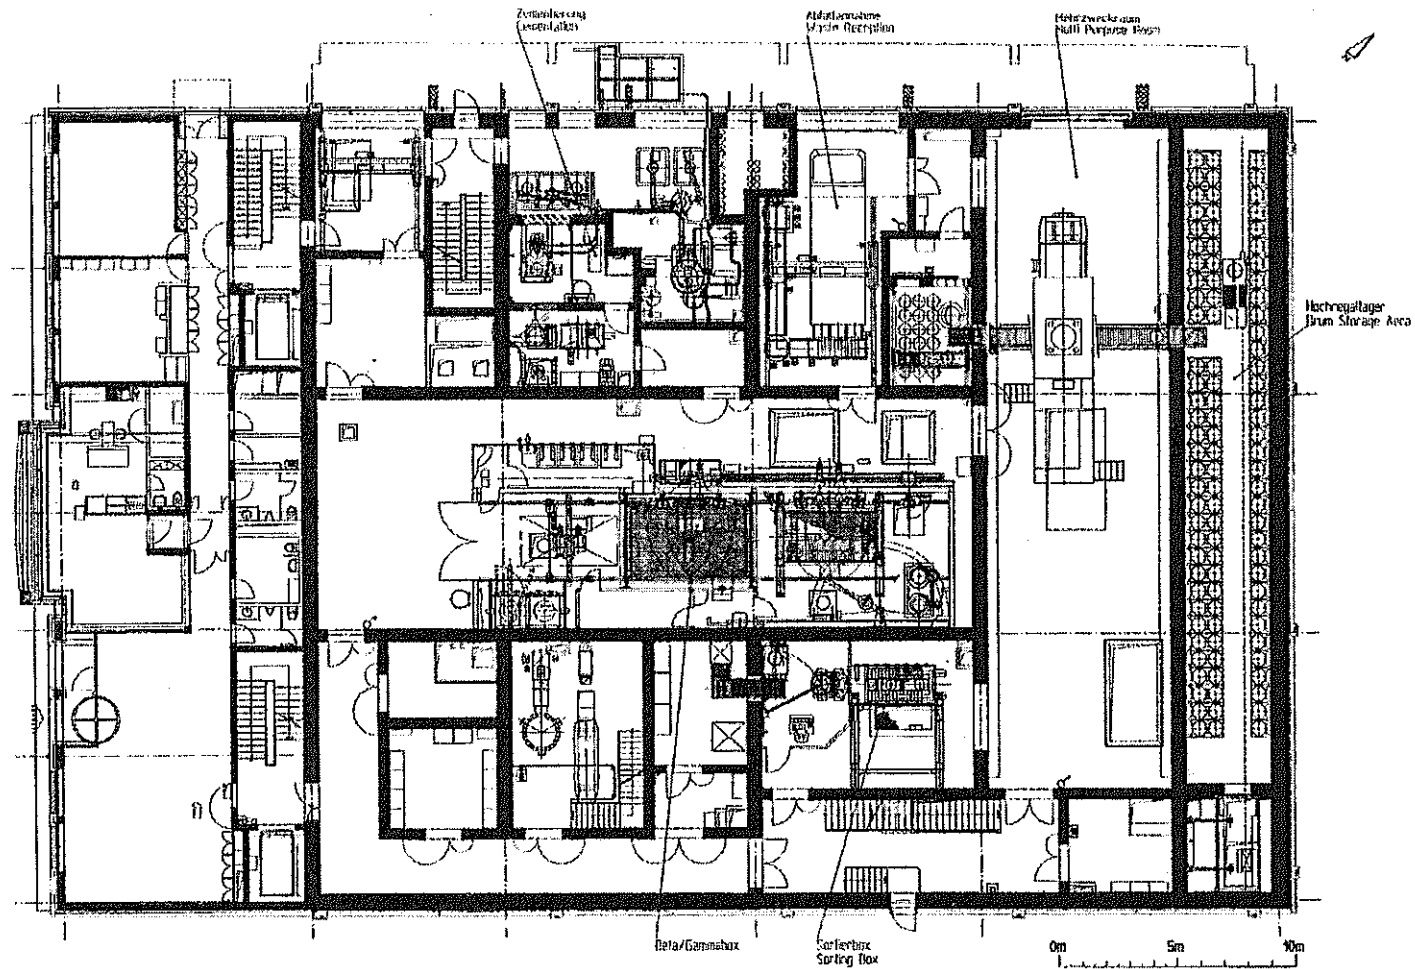 Zementierung
Cementation
Abfallannahme
Waste Reception
Mehrzweckraum
Multi Purpose Room
Hochregallager
Drum Storage Area
Beta/Gammabox
Sortierbox
Sorting Box
0m
5m
10m